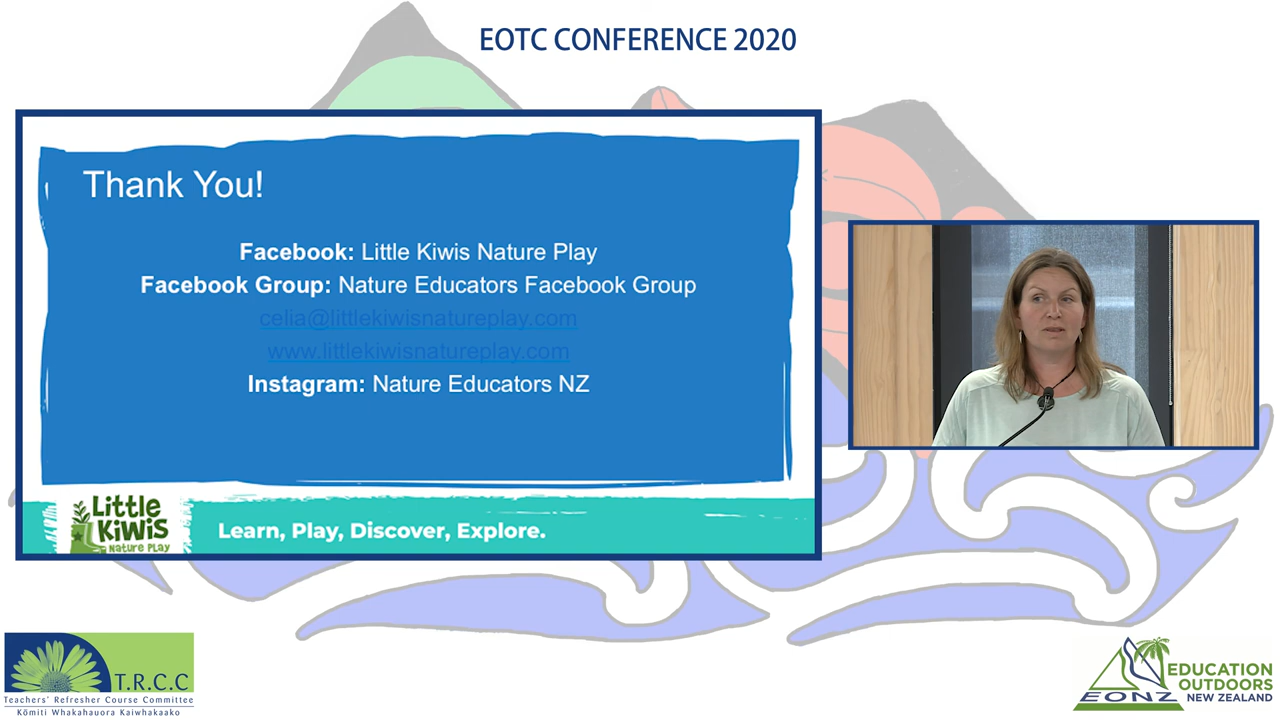 EOTC CONFERENCE 2020
Thank You!
Facebook: Little Kiwis Nature Play
Facebook Group: Nature Educators Facebook Group
celia@littlekiwisnatureplay.com
www.littlekiwisnatureplay.com
Instagram: Nature Educators NZ
Little
KiWiS
Nature Play
Learn, Play, Discover, Explore.
T.R.C.C
Teachers' Refresher Course Committee
Kōmiti Whakahauora Kaiwhakaako
EONZ
EDUCATION
OUTDOORS
NEW ZEALAND